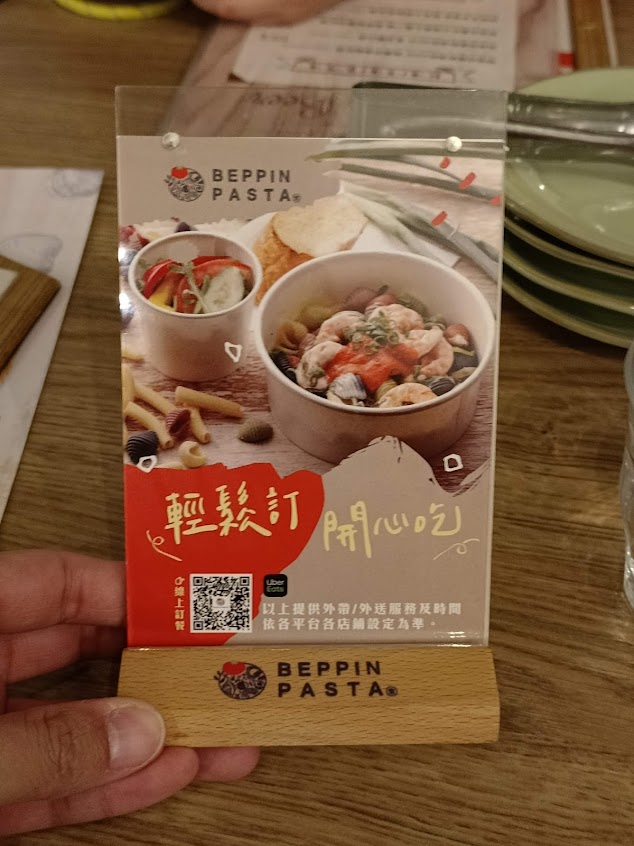 BEPPIN
PASTA®
輕鬆訂 開心吃
線上訂餐
Uber
Eats
以上提供外帶/外送服務及時間
依各平台各店鋪設定為準。
BEPPIN
PASTA®